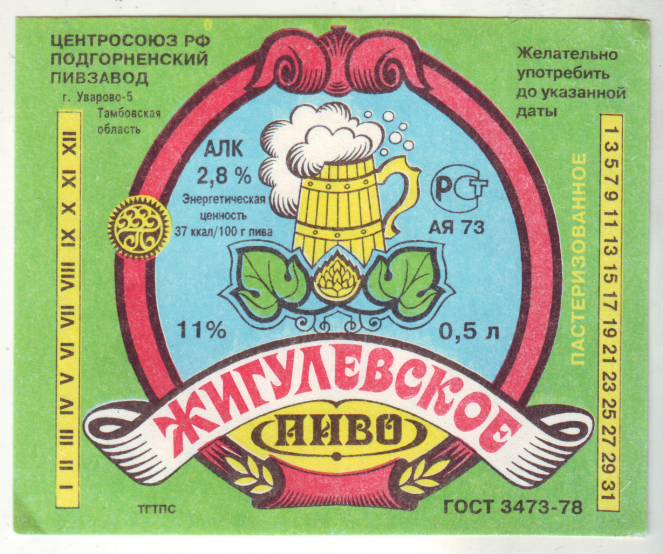 ЦЕНТРОСОЮЗ РФ
ПОДГОРНЕНСКИЙ
ПИВЗАВОД
г. Уварово-5
Тамбовская
область
Желательно
употребить
до указанной
даты
I II III IV V VI VII VIII IX X XI XII
АЛК
2,8 %
Энергетическая
ценность
37 ккал/100 г пива
РСТ
АЯ 73
11%
0,5 л
ПАСТЕРИЗОВАННОЕ
1 3 5 7 9 11 13 15 17 19 21 23 25 27 29 31
ЖИГУЛЕВСКОЕ
ПИВО
ТГТПС
ГОСТ 3473-78